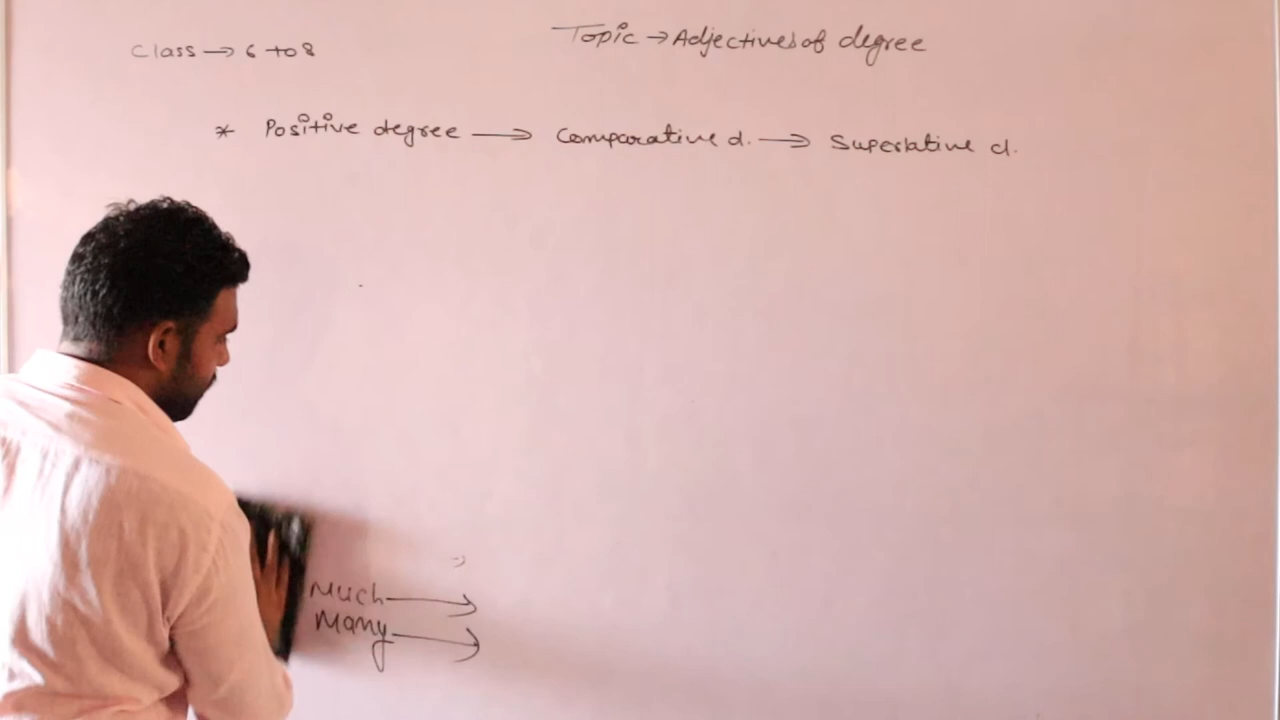 Class → 6 to 8
Topic → Adjectives of degree
* Positive degree → Comparative d. → Superlative d.
Much →
Many →